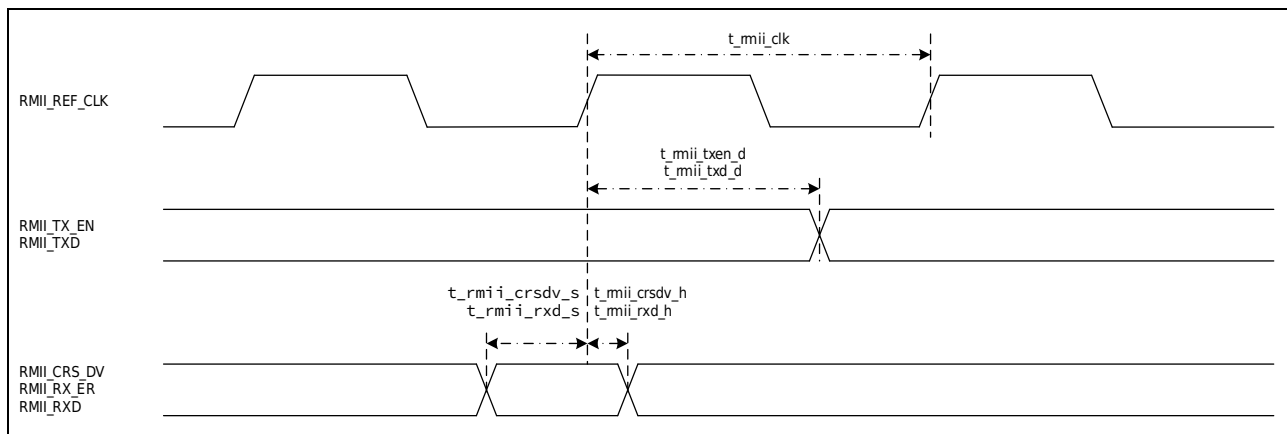 t_rmii_clk
RMII_REF_CLK
t_rmii_txen_d
t_rmii_txd_d
RMII_TX_EN
RMII_TXD
t_rmii_crsdv_s t_rmii_crsdv_h
t_rmii_rxd_s t_rmii_rxd_h
RMII_CRS_DV
RMII_RX_ER
RMII_RXD